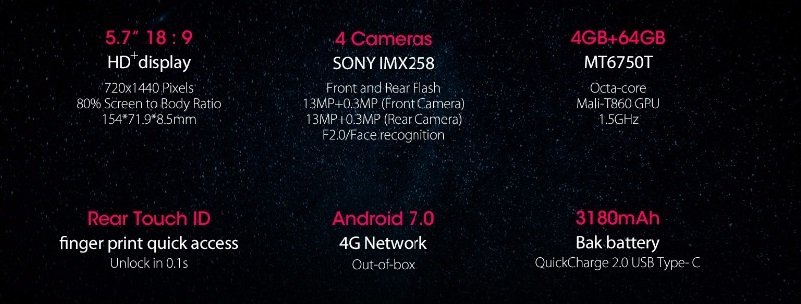 5.7" 18 : 9
HD+display
720x1440 Pixels
80% Screen to Body Ratio
154*71.9*8.5mm
4 Cameras
SONY IMX258
Front and Rear Flash
13MP+0.3MP (Front Camera)
13MP+0.3MP (Rear Camera)
F2.0/Face recognition
4GB+64GB
MT6750T
Octa-core
Mali-T860 GPU
1.5GHz
Rear Touch ID
finger print quick access
Unlock in 0.1s
Android 7.0
4G Network
Out-of-box
3180mAh
Bak battery
QuickCharge 2.0 USB Type- C